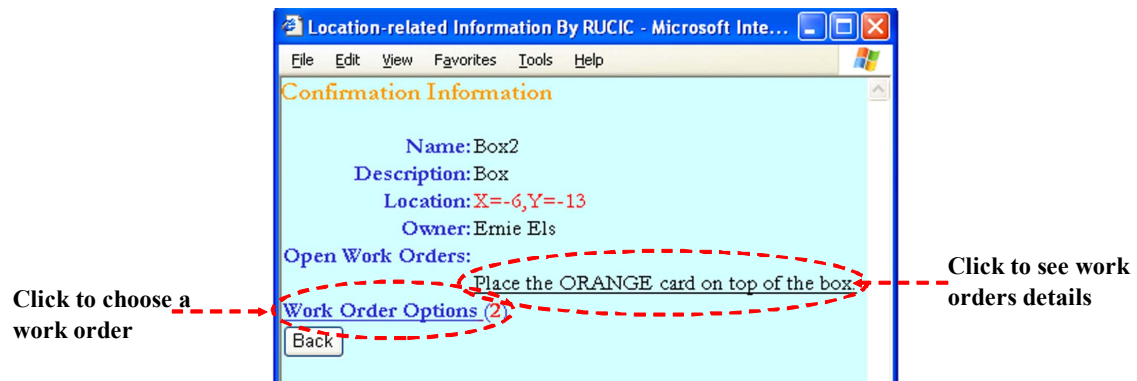 Location-related Information By RUCIC - Microsoft Inte...
File Edit View Favorites Tools Help
Confirmation Information
Name: Box2
Description: Box
Location: X=-6,Y=-13
Owner: Ernie Els
Open Work Orders:
Place the ORANGE card on top of the box.
Work Order Options (2)
Back
Click to choose a
work order
Click to see work
orders details